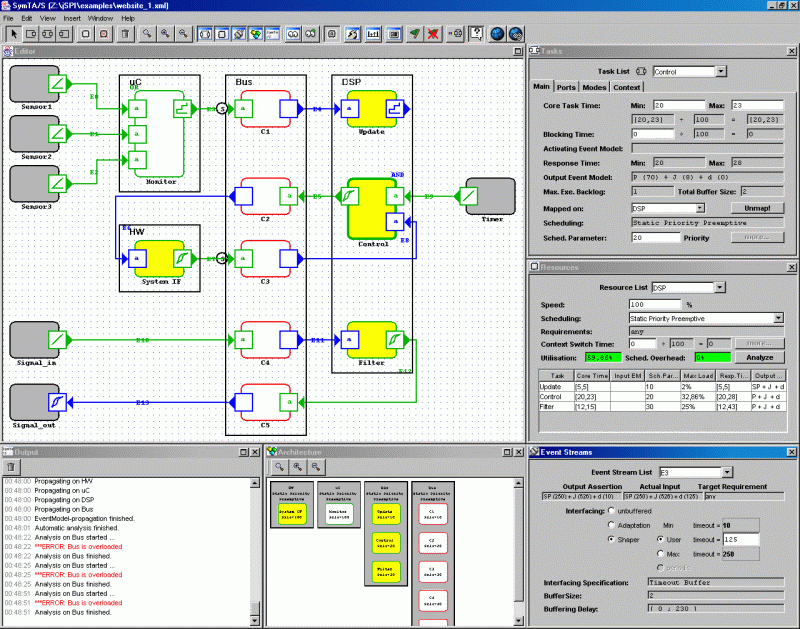 SymTA/S (Z:\jSPI\examples\website_1.xml)
File Edit View Insert Window Help
Editor
Sensor1
Sensor2
Sensor3
uC
Monitor
Bus
DSP
C1
E4
Update
E1
E2
E5
C2
AND
E9
Control
E8
Timer
HW
System IF
C3
Signal_in
E10
C4
E11
Filter
E12
Signal_out
E13
C5
Tasks
Task List Control
Main Ports Modes Context
Core Task Time: Min: 20 Max: 23
[20,23] ÷ 100 = [20,23]
Blocking Time: 0 ÷ 100 = 0
Activating Event Model:
Response Time: Min: 20 Max: 28
Output Event Model: P (70) + J (8) + d (0)
Max. Exe. Backlog: 1 Total Buffer Size: 2
Mapped on: DSP Unmap!
Scheduling: Static Priority Preemptive
Sched. Parameter: 20 Priority more...
Resources
Resource List DSP
Speed: 100 %
Scheduling: Static Priority Preemptive
Requirements: any
Context Switch Time: 0 ÷ 100 = 0 more...
Utilisation: 59,86% Sched. Overhead: 0% Analyze
Task Core Time Input EM Sch.Par... Max Load Resp.Ti... Output ...
Update [5,5] 10 2% [5,5] SP + J + d
Control [20,23] 20 32,86% [20,28] P + J + d
Filter [12,15] 30 25% [12,43] P + J + d
Output
00:48:00 Propagating on HW
00:48:00 Propagating on uC
00:48:00 Propagating on DSP
00:48:00 Propagating on Bus
00:48:00 EventModel-propagation finished.
00:48:01 Automatic analysis finished.
00:48:22 Analysis on Bus started ...
00:48:22 ***ERROR: Bus is overloaded
00:48:22 Analysis on Bus finished.
00:48:25 Analysis on Bus started ...
00:48:25 ***ERROR: Bus is overloaded
00:48:25 Analysis on Bus finished.
00:48:25 Analysis on Bus started ...
00:48:25 ***ERROR: Bus is overloaded
00:48:25 Analysis on Bus finished.
Architecture
HW
Static Priority
Preemptive
System IF
uC
Static Priority
Preemptive
Monitor
Static Priority
Preemptive
Update
Control
Filter
Bus
Static Priority
Preemptive
C1
C2
C3
Event Streams
Event Stream List E3
Output Assertion Actual Input Target Requirement
SP (250) + J (526) + d (10) SP (250) + J (526) + d (125) any
Interfacing: unbuffered
Adaptation Min timeout = 10
Shaper User timeout = 125
Max timeout = 250
periodic
Interfacing Specification: Timeout Buffer
BufferSize: 2
Buffering Delay: [ 0 ; 230 ]